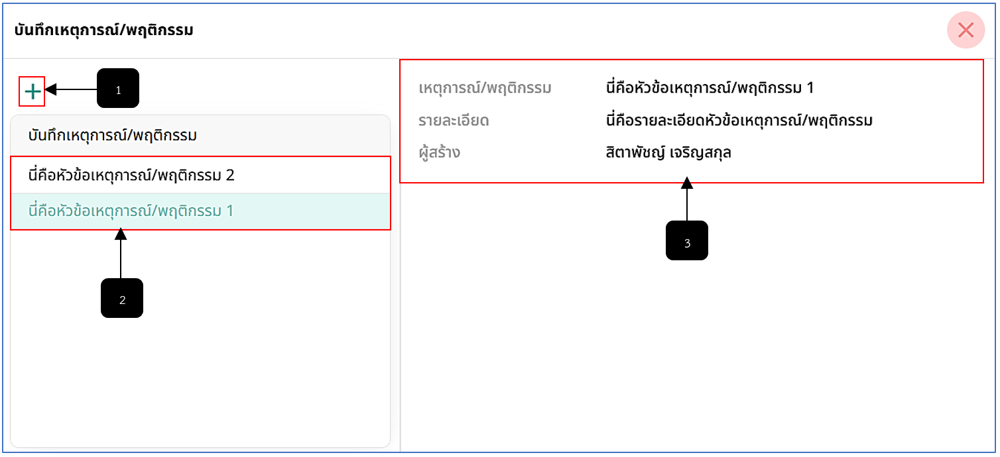 บันทึกเหตุการณ์/พฤติกรรม
1
บันทึกเหตุการณ์/พฤติกรรม
นี่คือหัวข้อเหตุการณ์/พฤติกรรม 2
นี่คือหัวข้อเหตุการณ์/พฤติกรรม 1
2
เหตุการณ์/พฤติกรรม นี่คือหัวข้อเหตุการณ์/พฤติกรรม 1
รายละเอียด นี่คือรายละเอียดหัวข้อเหตุการณ์/พฤติกรรม
ผู้สร้าง สิตาพัชญ์ เจริญสกุล
3